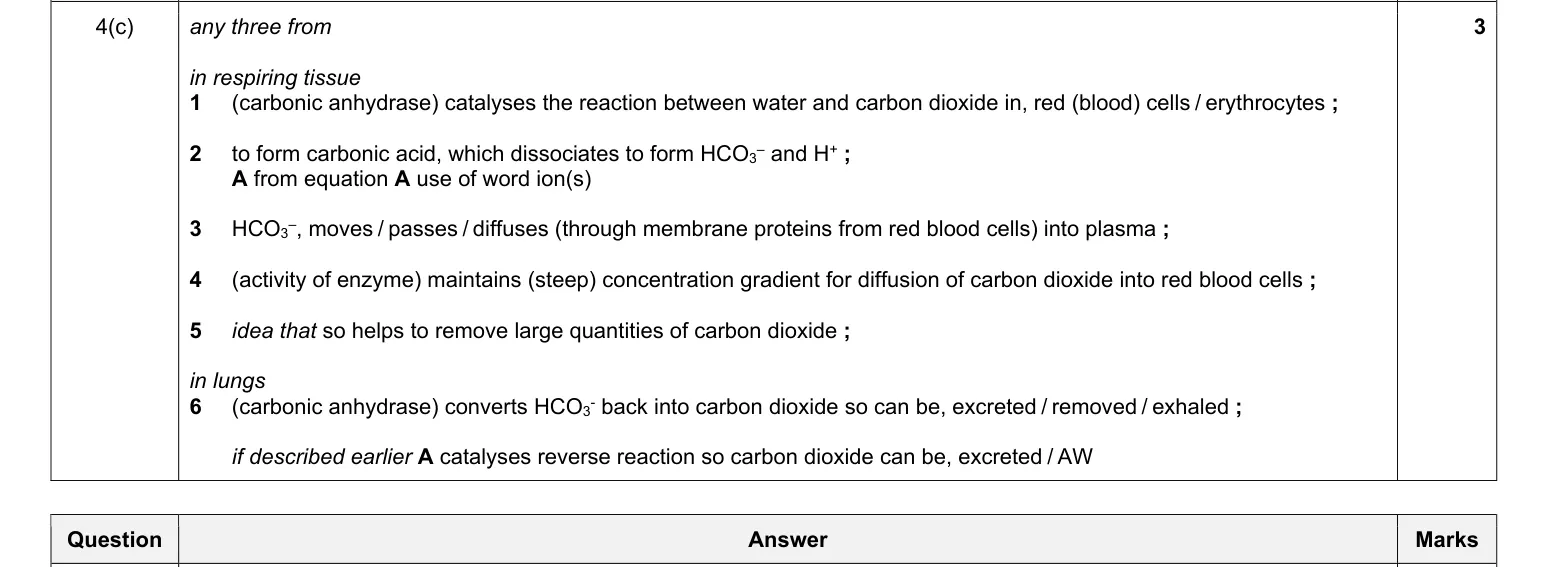 4(c) any three from 3
in respiring tissue
1 (carbonic anhydrase) catalyses the reaction between water and carbon dioxide in, red (blood) cells / erythrocytes ;
2 to form carbonic acid, which dissociates to form HCO₃⁻ and H⁺ ;
A from equation A use of word ion(s)
3 HCO₃⁻, moves / passes / diffuses (through membrane proteins from red blood cells) into plasma ;
4 (activity of enzyme) maintains (steep) concentration gradient for diffusion of carbon dioxide into red blood cells ;
5 idea that so helps to remove large quantities of carbon dioxide ;
in lungs
6 (carbonic anhydrase) converts HCO₃⁻ back into carbon dioxide so can be, excreted / removed / exhaled ;
if described earlier A catalyses reverse reaction so carbon dioxide can be, excreted / AW
Question Answer Marks